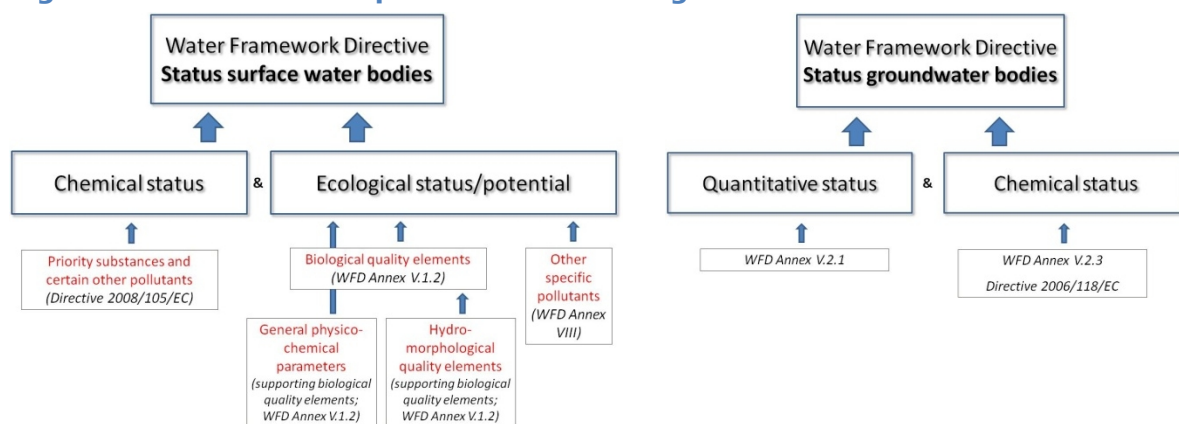 Water Framework Directive
Status surface water bodies
Chemical status
&
Ecological status/potential
Priority substances and
certain other pollutants
(Directive 2008/105/EC)
Biological quality elements
(WFD Annex V.1.2)
Other
specific
pollutants
(WFD Annex
VIII)
General physico-
chemical
parameters
(supporting biological
quality elements;
WFD Annex V.1.2)
Hydro-
morphological
quality elements
(supporting biological
quality elements;
WFD Annex V.1.2)
Water Framework Directive
Status groundwater bodies
Quantitative status
&
Chemical status
WFD Annex V.2.1
WFD Annex V.2.3
Directive 2006/118/EC